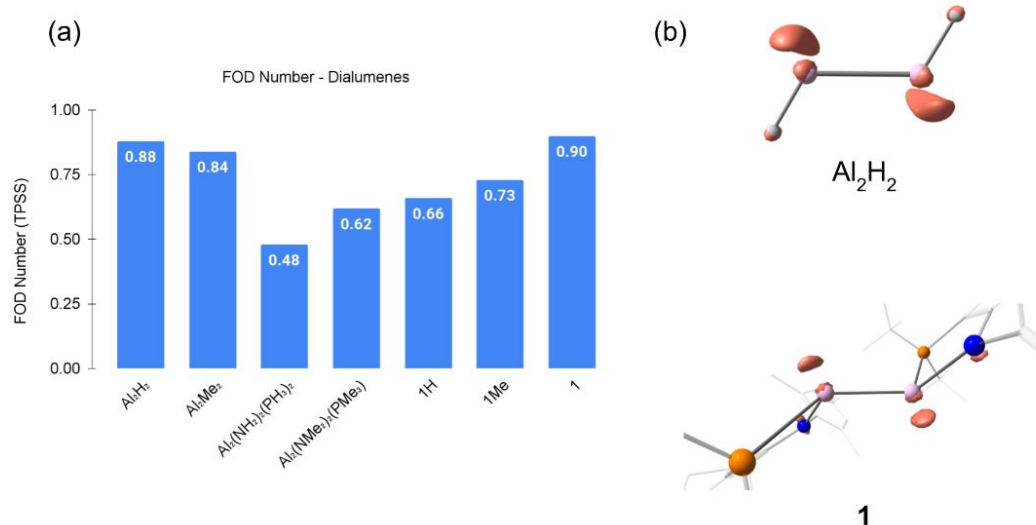 (a)
FOD Number - Dialumenes
FOD Number (TPSS)
1.00
0.75
0.50
0.25
0.00
0.88
0.84
0.48
0.62
0.66
0.73
0.90
Al₂H₂
Al₂Me₂
Al₂(NH₂)₂(PH₃)₂
Al₂(NMe₂)₂(PMe₃)
1H
1Me
1
(b)
Al₂H₂
1